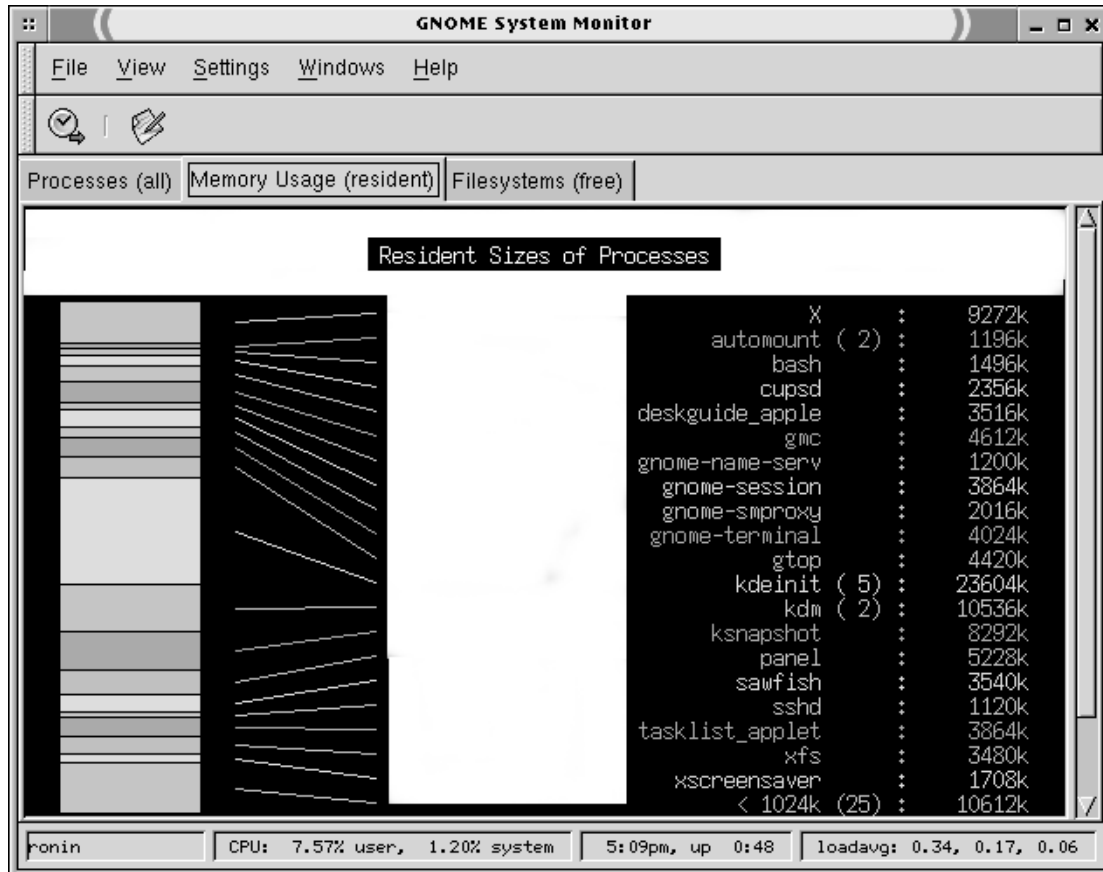 GNOME System Monitor
File View Settings Windows Help
Processes (all) Memory Usage (resident) Filesystems (free)
Resident Sizes of Processes
X : 9272k
automount ( 2) : 1196k
bash : 1496k
cupsd : 2356k
deskguide_apple : 3516k
gmc : 4612k
gnome-name-serv : 1200k
gnome-session : 3864k
gnome-smproxy : 2016k
gnome-terminal : 4024k
gtop : 4420k
kdeinit ( 5) : 23604k
kdm ( 2) : 10536k
ksnapshot : 8292k
panel : 5228k
sawfish : 3540k
sshd : 1120k
tasklist_applet : 3864k
xfs : 3480k
xscreensaver : 1708k
< 1024k (25) : 10612k
ronin CPU: 7.57% user, 1.20% system 5:09pm, up 0:48 loadavg: 0.34, 0.17, 0.06